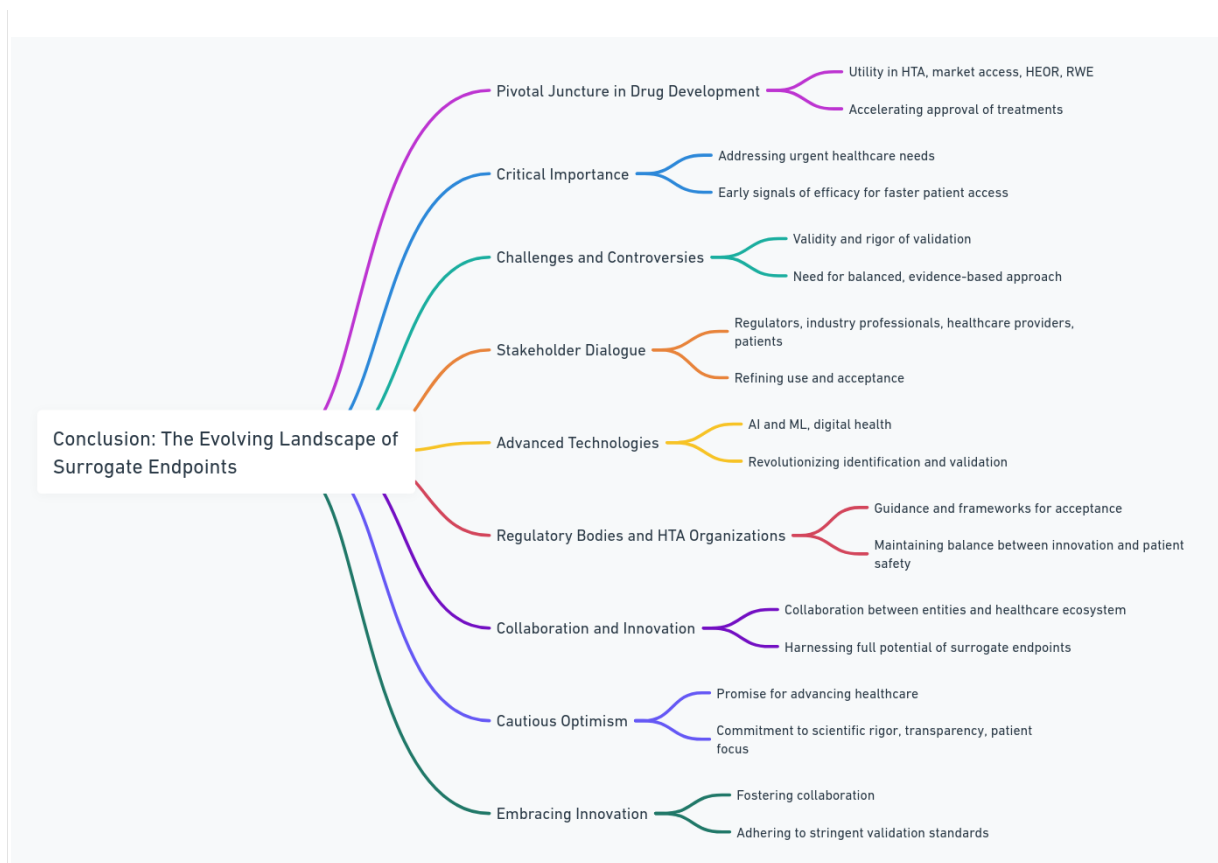 Conclusion: The Evolving Landscape of
Surrogate Endpoints
Pivotal Juncture in Drug Development
Utility in HTA, market access, HEOR, RWE
Accelerating approval of treatments
Critical Importance
Addressing urgent healthcare needs
Early signals of efficacy for faster patient access
Challenges and Controversies
Validity and rigor of validation
Need for balanced, evidence-based approach
Stakeholder Dialogue
Regulators, industry professionals, healthcare providers,
patients
Refining use and acceptance
Advanced Technologies
AI and ML, digital health
Revolutionizing identification and validation
Regulatory Bodies and HTA Organizations
Guidance and frameworks for acceptance
Maintaining balance between innovation and patient
safety
Collaboration and Innovation
Collaboration between entities and healthcare ecosystem
Harnessing full potential of surrogate endpoints
Cautious Optimism
Promise for advancing healthcare
Commitment to scientific rigor, transparency, patient
focus
Embracing Innovation
Fostering collaboration
Adhering to stringent validation standards